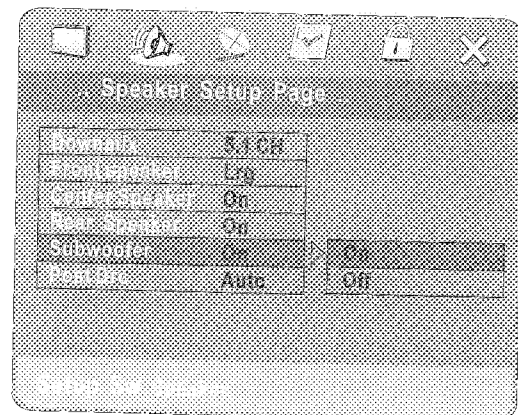 .. Speaker Setup Page ..
Downmix 5.1 CH
Front Speaker Lrg
Center Speaker On
Rear Speaker On
Subwoofer On On
Auto Off